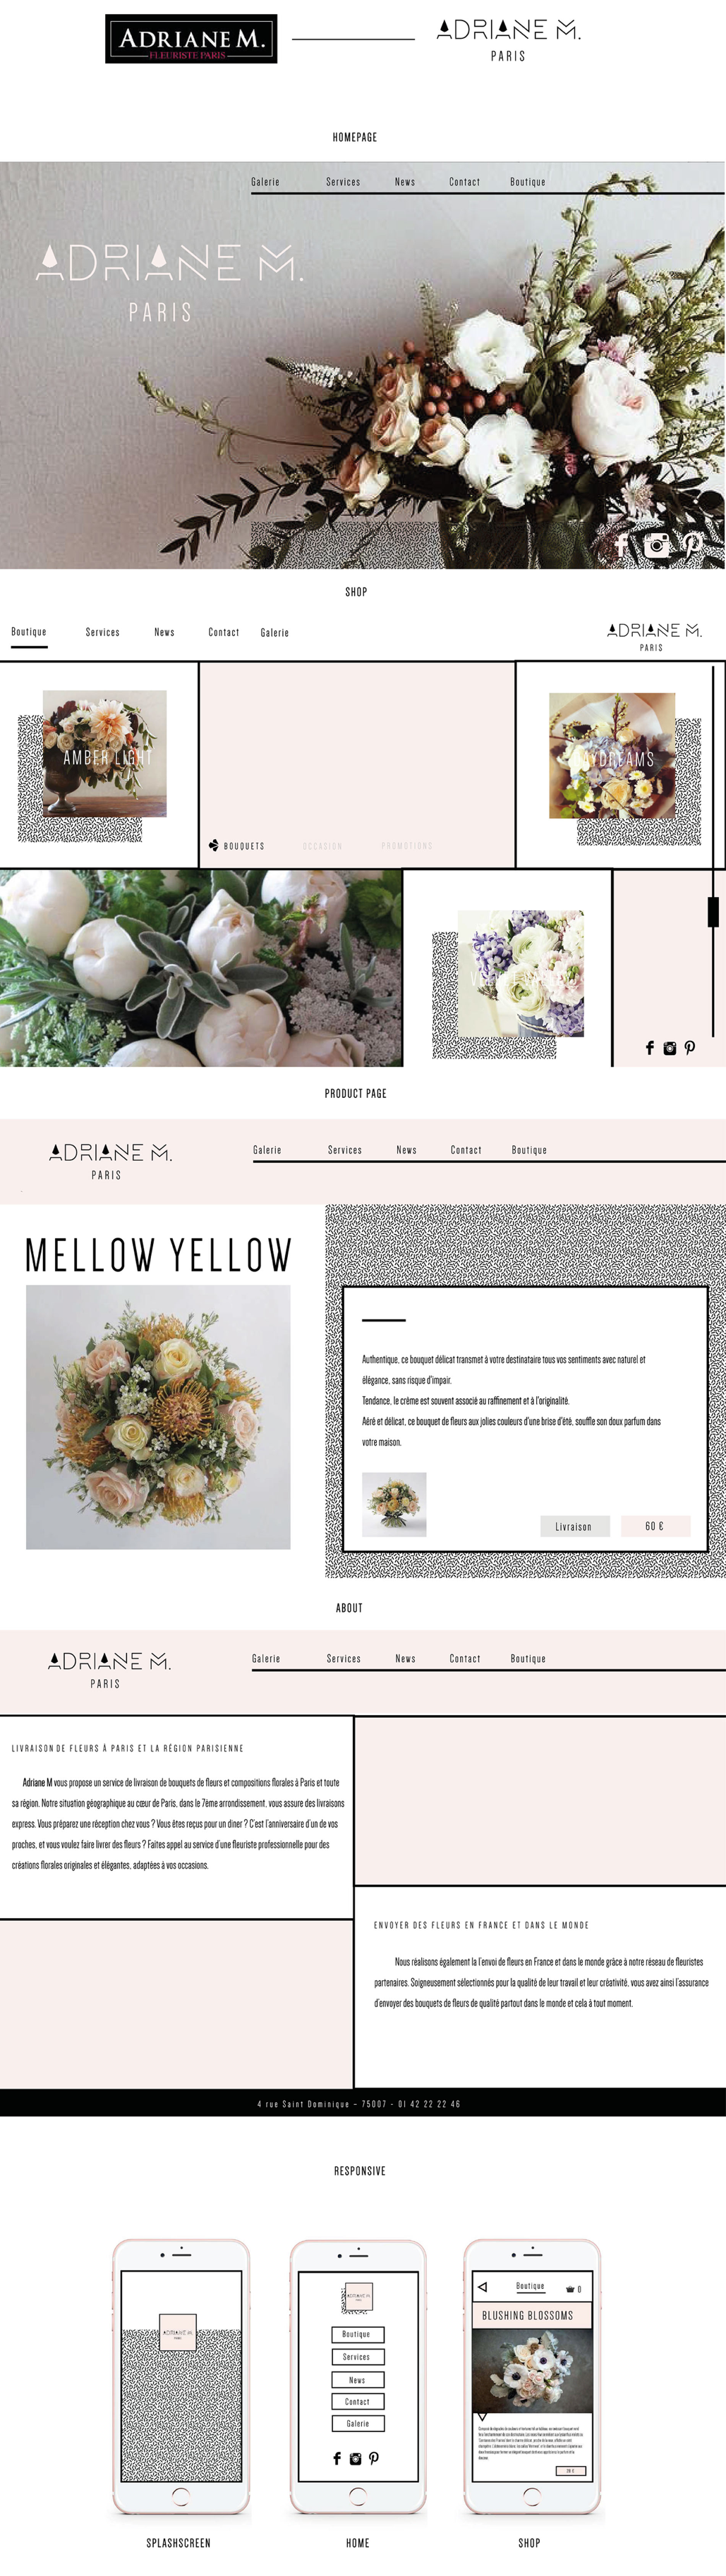 ADRIANE M.
FLEURISTE PARIS
ADRIANE M.
PARIS
HOMEPAGE
Galerie Services News Contact Boutique
ADRIANE M.
PARIS
SHOP
Boutique Services News Contact Galerie
ADRIANE M.
PARIS
AMBER LIGHT
DAYDREAMS
BOUQUETS OCCASION PROMOTIONS
PRODUCT PAGE
ADRIANE M.
PARIS
Galerie Services News Contact Boutique
MELLOW YELLOW
Authentique, ce bouquet délicat transmet à votre destinataire tous vos sentiments avec naturel et
élégance, sans risque d'impair.
Tendance, le crème est souvent associé au raffinement et à l'originalité.
Aéré et délicat, ce bouquet de fleurs aux jolies couleurs d'une brise d'été, souffle son doux parfum dans
votre maison.
Livraison 60 €
ABOUT
ADRIANE M.
PARIS
Galerie Services News Contact Boutique
LIVRAISON DE FLEURS À PARIS ET LA RÉGION PARISIENNE
Adriane M vous propose un service de livraison de bouquets de fleurs et compositions florales à Paris et toute
sa région. Notre situation géographique au cœur de Paris, dans le 7ème arrondissement, vous assure des livraisons
express. Vous préparez une réception chez vous ? Vous êtes reçus pour un diner ? C'est l'anniversaire d'un de vos
proches, et vous voulez faire livrer des fleurs ? Faites appel au service d'une fleuriste professionnelle pour des
créations florales originales et élégantes, adaptées à vos occasions.
ENVOYER DES FLEURS EN FRANCE ET DANS LE MONDE
Nous réalisons également la l'envoi de fleurs en France et dans le monde grâce à notre réseau de fleuristes
partenaires. Soigneusement sélectionnés pour la qualité de leur travail et leur créativité, vous avez ainsi l'assurance
d'envoyer des bouquets de fleurs de qualité partout dans le monde et cela à tout moment.
4 rue Saint Dominique – 75007 - 01 42 22 22 46
RESPONSIVE
ADRIANE M.
PARIS
ADRIANE M.
Boutique
Services
News
Contact
Galerie
Boutique 0
BLUSHING BLOSSOMS
SPLASHSCREEN HOME SHOP